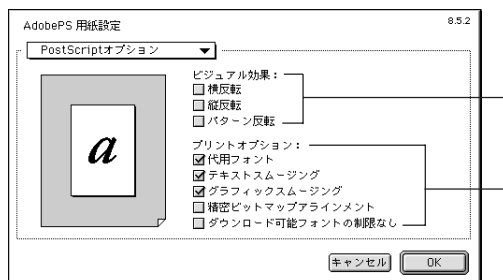 AdobePS 用紙設定
8.5.2
PostScriptオプション
ビジュアル効果：
横反転
縦反転
パターン反転
a
プリントオプション：
代用フォント
テキストスムージング
グラフィックスムージング
精密ビットマップアラインメント
ダウンロード可能フォントの制限なし
キャンセル
OK